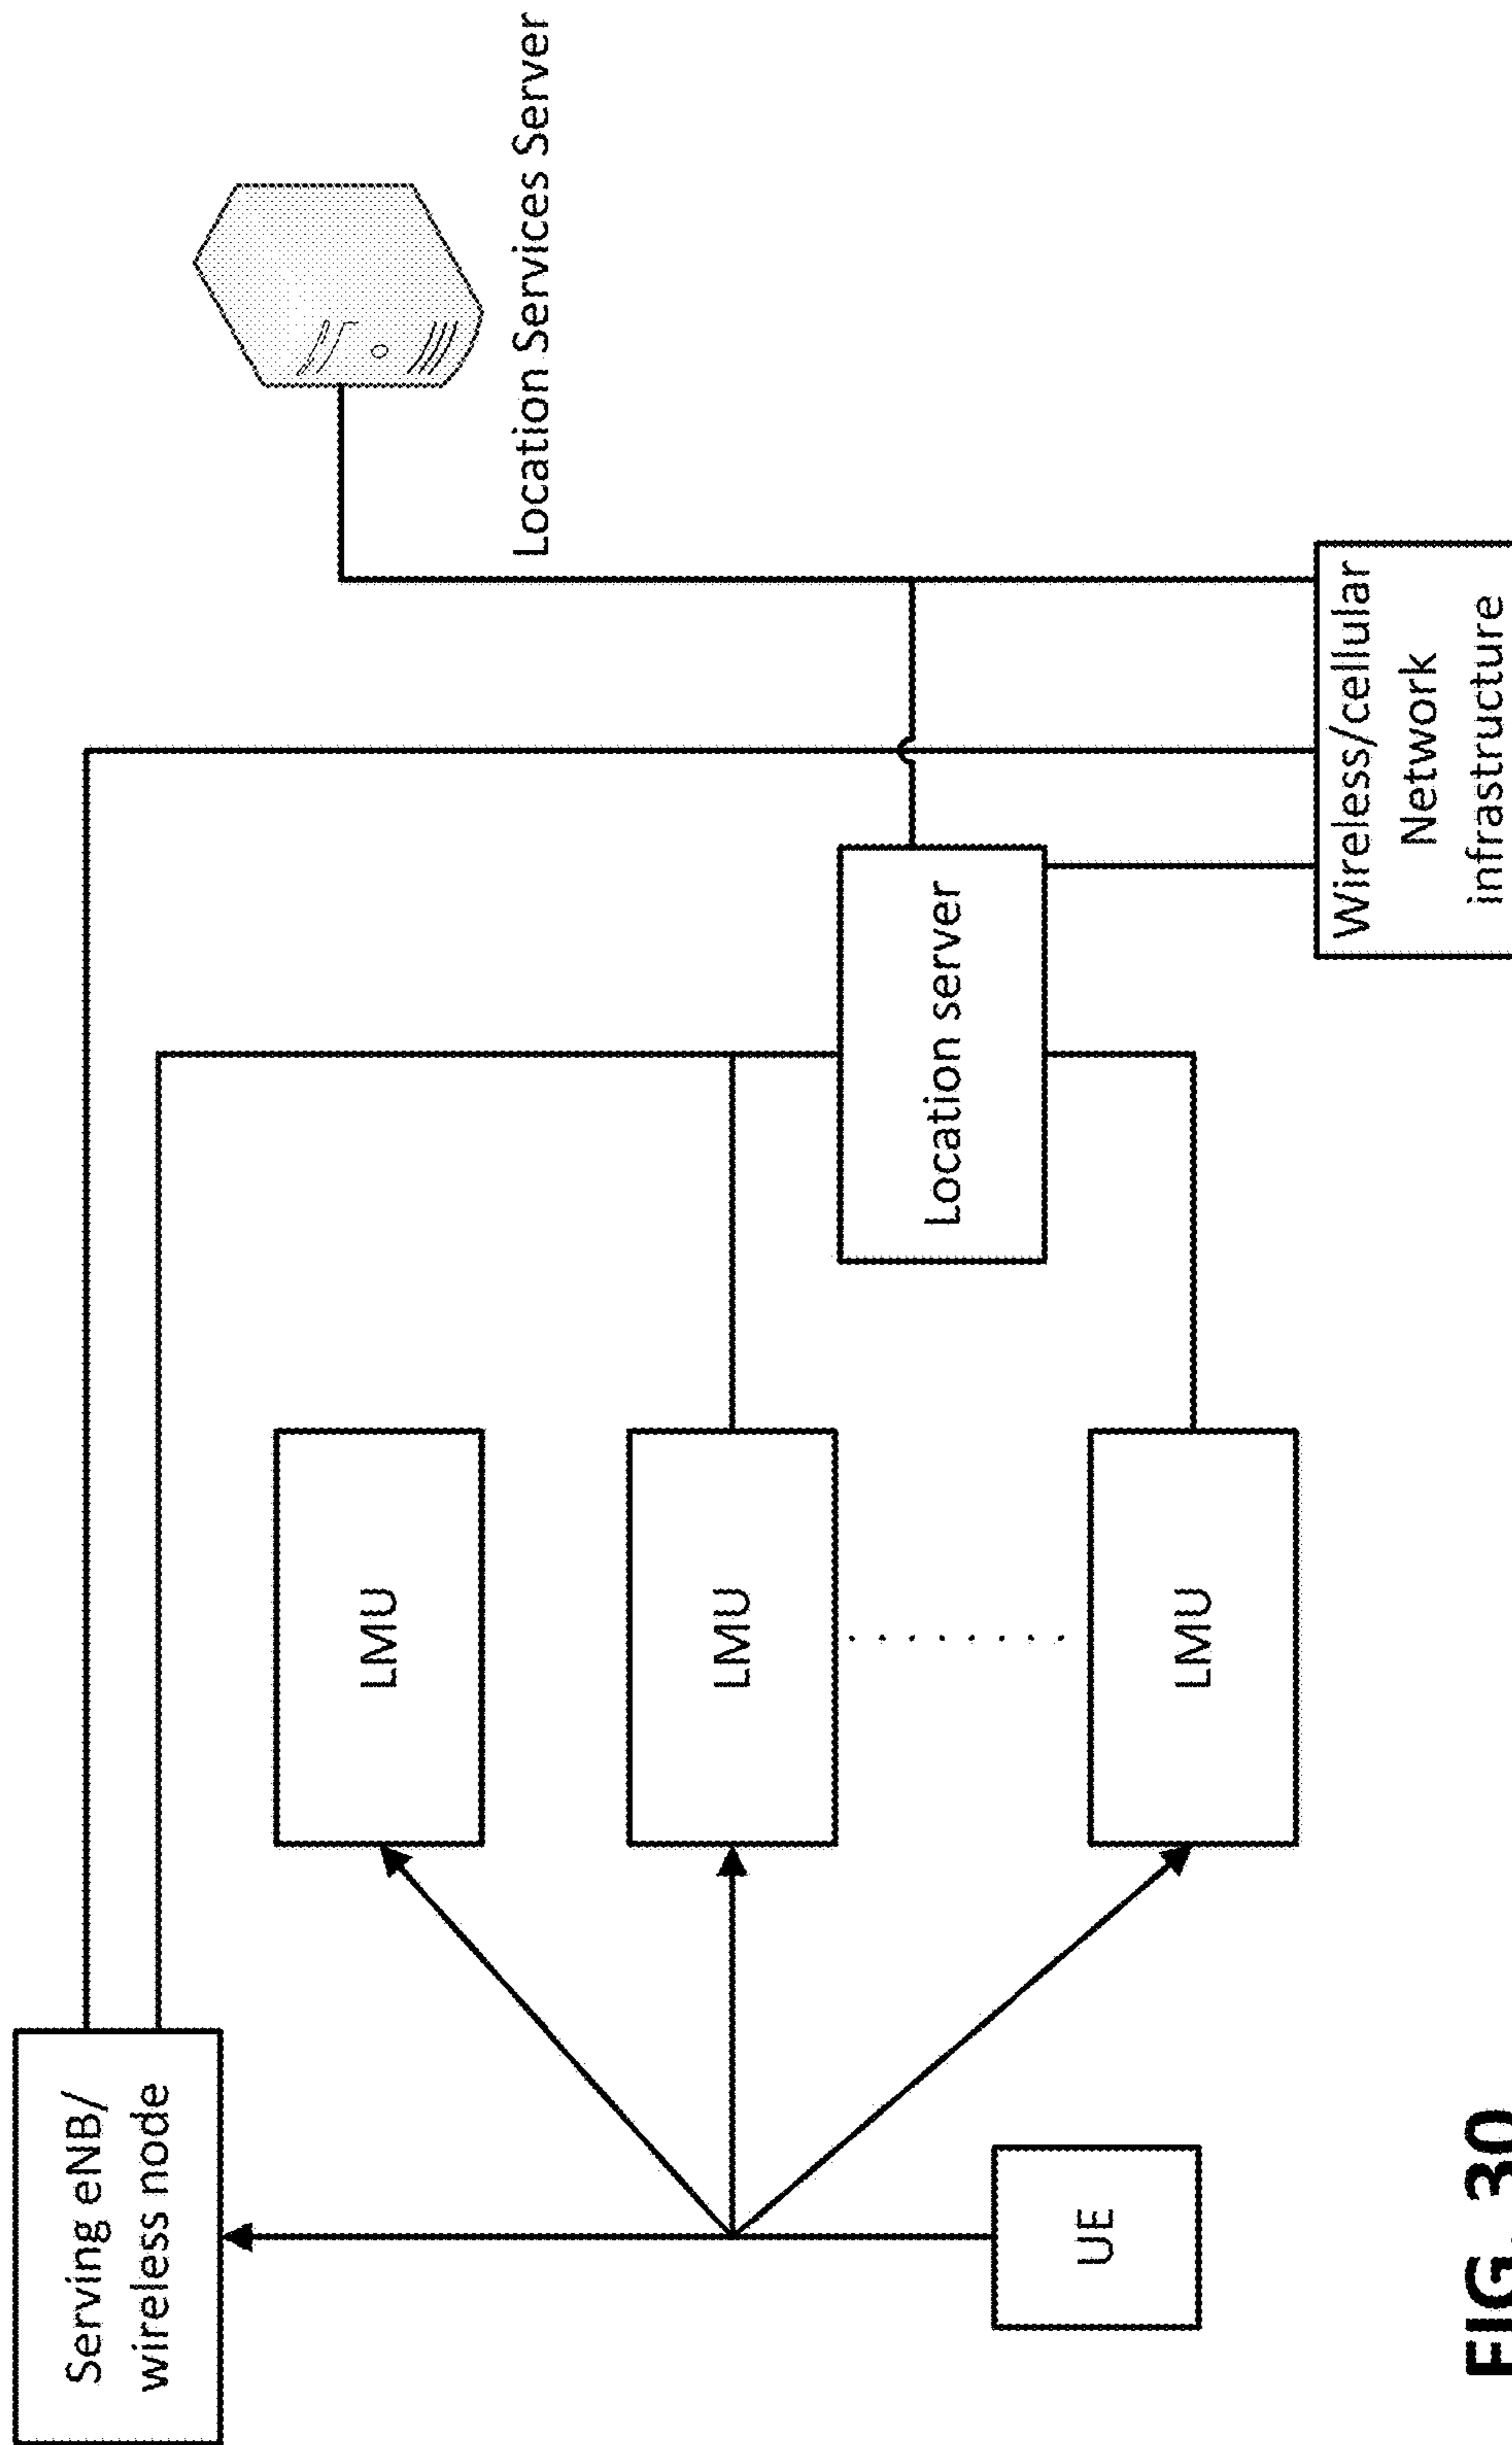 Serving eNB/
wireless node
LMU
LMU
LMU
UE
Location server
Location Services Server
Wireless/cellular
Network
infrastructure
FIG. 30